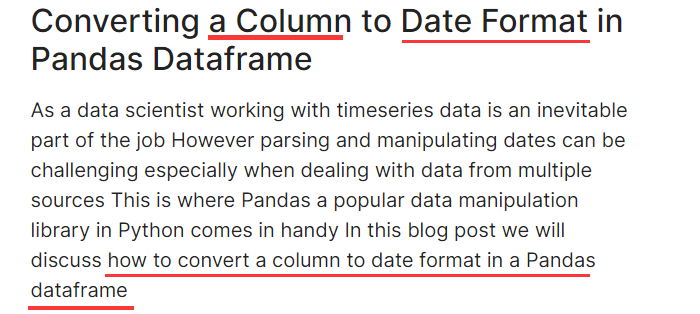 Converting a Column to Date Format in
Pandas Dataframe
As a data scientist working with timeseries data is an inevitable
part of the job However parsing and manipulating dates can be
challenging especially when dealing with data from multiple
sources This is where Pandas a popular data manipulation
library in Python comes in handy In this blog post we will
discuss how to convert a column to date format in a Pandas
dataframe